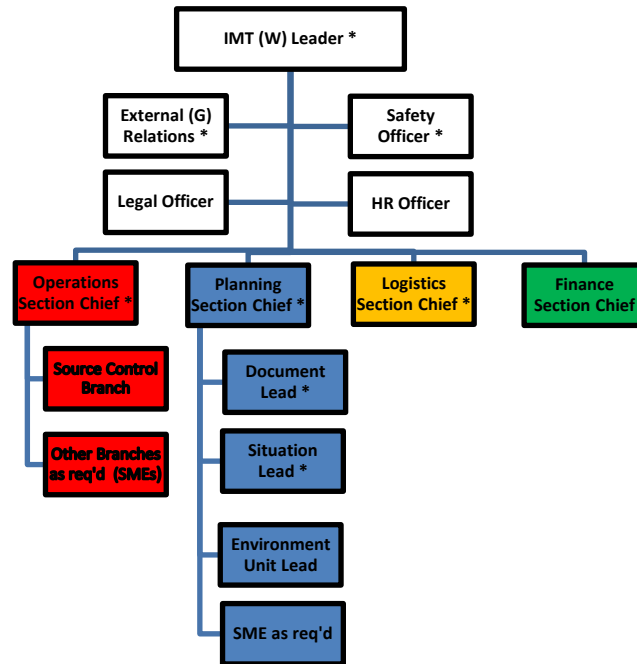 IMT (W) Leader *
External (G)
Relations *
Safety
Officer *
Legal Officer
HR Officer
Operations
Section Chief *
Planning
Section Chief *
Logistics
Section Chief *
Finance
Section Chief
Source Control
Branch
Document
Lead *
Other Branches
as req'd (SMEs)
Situation
Lead *
Environment
Unit Lead
SME as req'd